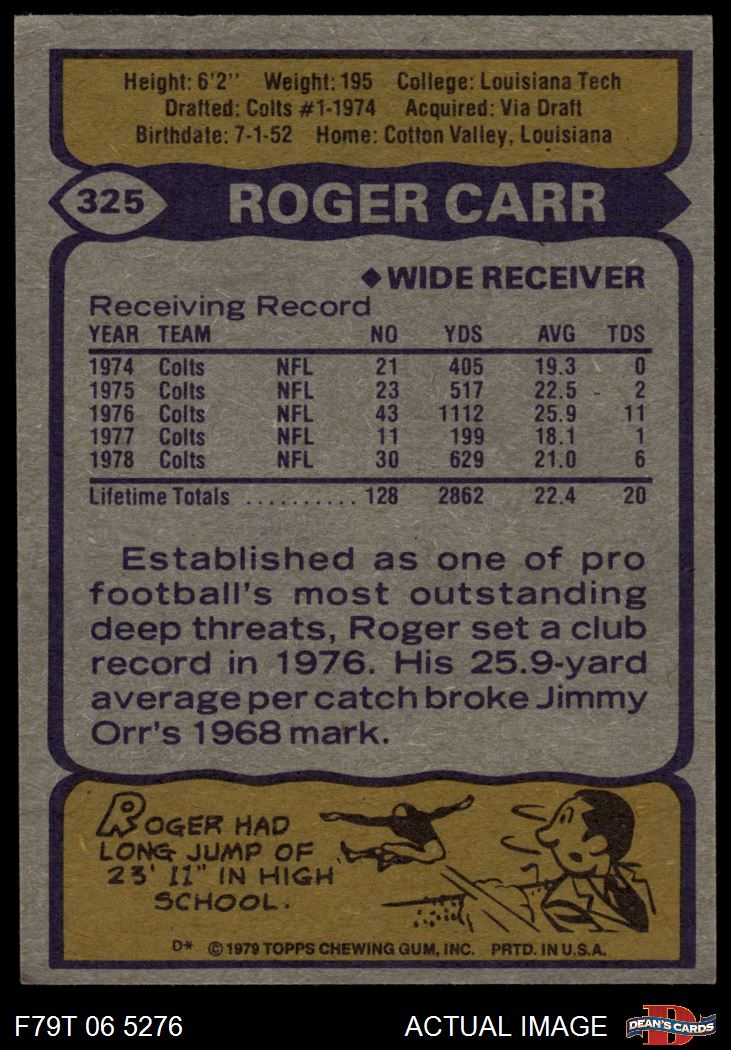 Height: 6'2'' Weight: 195 College: Louisiana Tech
Drafted: Colts #1-1974 Acquired: Via Draft
Birthdate: 7-1-52 Home: Cotton Valley, Louisiana
325 ROGER CARR
◆WIDE RECEIVER
Receiving Record
YEAR TEAM NO YDS AVG TDS
1974 Colts NFL 21 405 19.3 0
1975 Colts NFL 23 517 22.5 2
1976 Colts NFL 43 1112 25.9 11
1977 Colts NFL 11 199 18.1 1
1978 Colts NFL 30 629 21.0 6
Lifetime Totals .......... 128 2862 22.4 20
Established as one of pro
football's most outstanding
deep threats, Roger set a club
record in 1976. His 25.9-yard
average per catch broke Jimmy
Orr's 1968 mark.
ROGER HAD
LONG JUMP OF
23' 11" IN HIGH
SCHOOL.
D* © 1979 TOPPS CHEWING GUM, INC. PRTD. IN U.S.A.
F79T 06 5276 ACTUAL IMAGE D DEAN'S CARDS